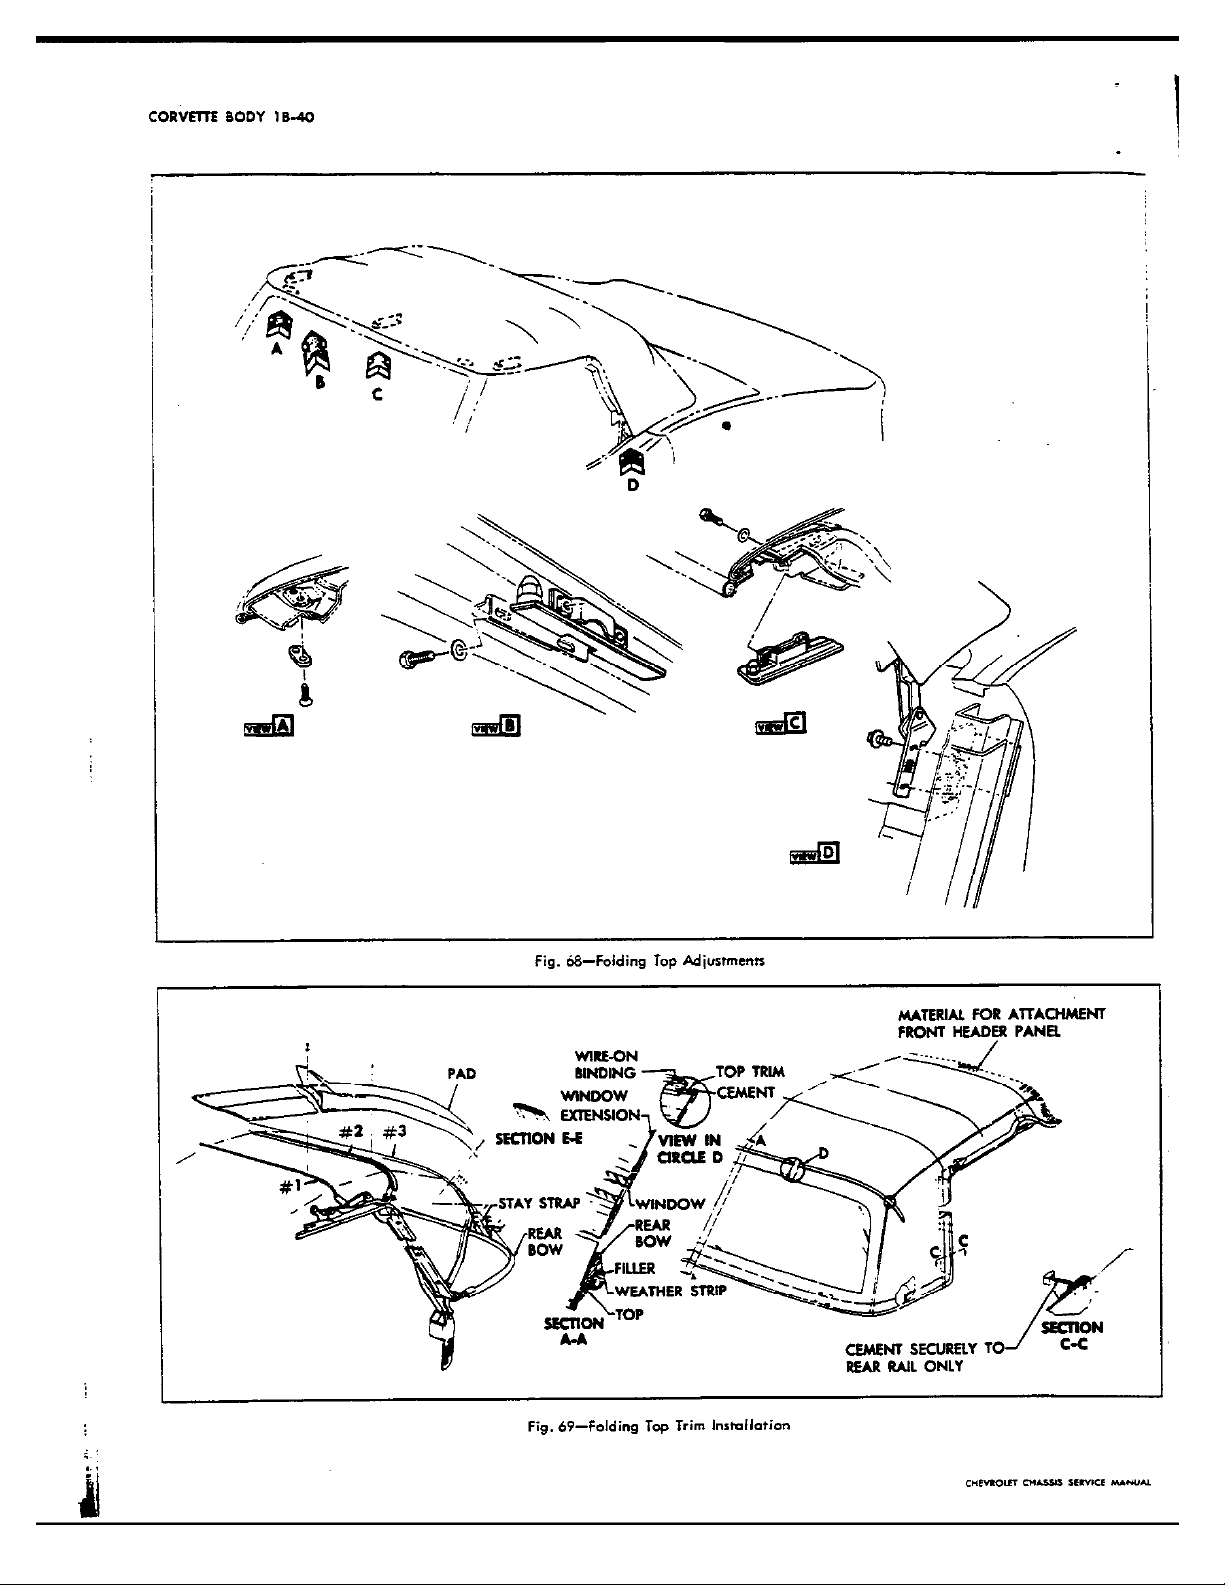 CORVETTE BODY 1B-40
A
B
C
D
VIEW A
VIEW B
VIEW C
VIEW D
Fig. 68—Folding Top Adjustments
MATERIAL FOR ATTACHMENT
FRONT HEADER PANEL
PAD
#2
#3
#1
STAY STRAP
REAR
BOW
SECTION E-E
WIRE-ON
BINDING
TOP TRIM
CEMENT
WINDOW
EXTENSION
VIEW IN
CIRCLE D
WINDOW
REAR
BOW
FILLER
WEATHER STRIP
TOP
SECTION
A-A
A
D
C
C
SECTION
C-C
CEMENT SECURELY TO
REAR RAIL ONLY
Fig. 69—Folding Top Trim Installation
CHEVROLET CHASSIS SERVICE MANUAL